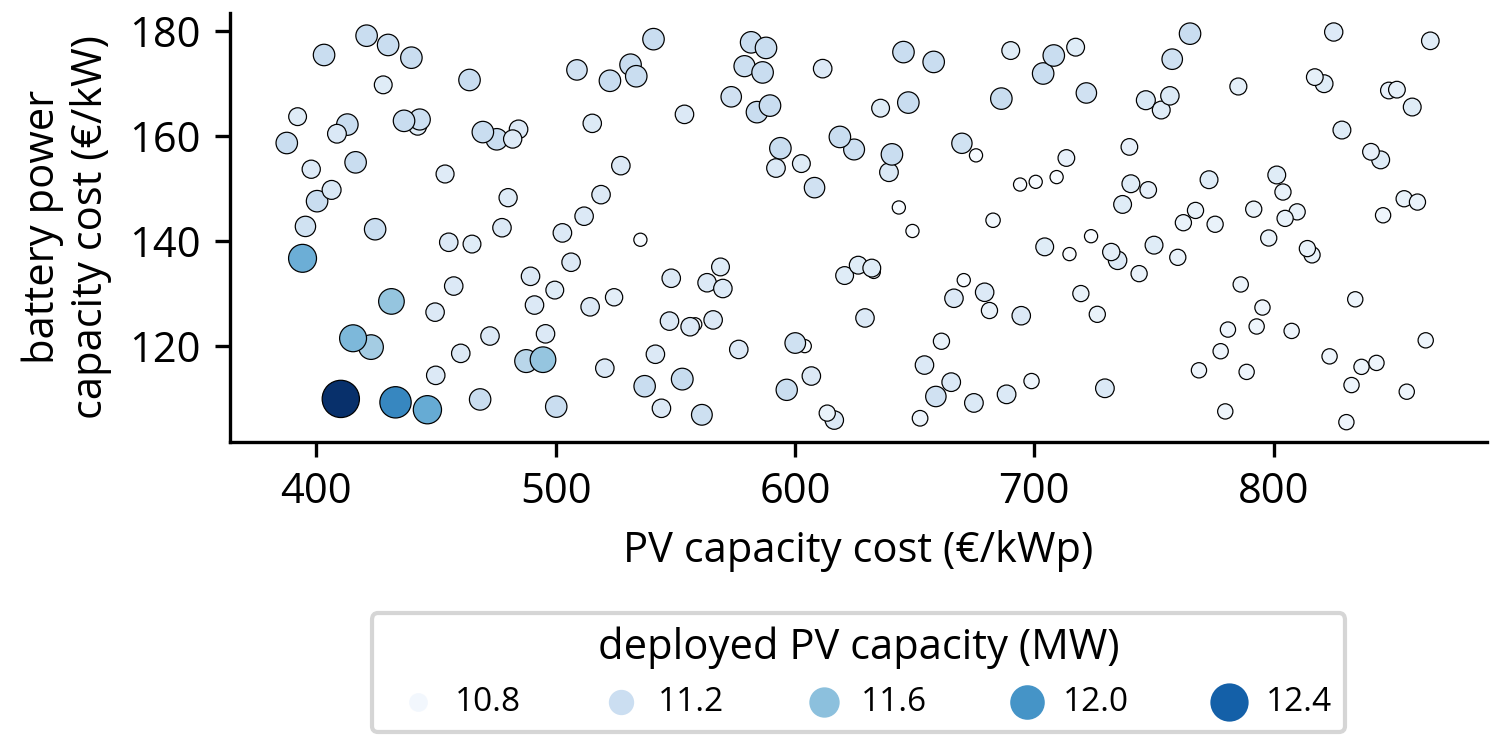 180
160
140
120
battery power
capacity cost (€/kW)
400 500 600 700 800
PV capacity cost (€/kWp)
deployed PV capacity (MW)
10.8 11.2 11.6 12.0 12.4